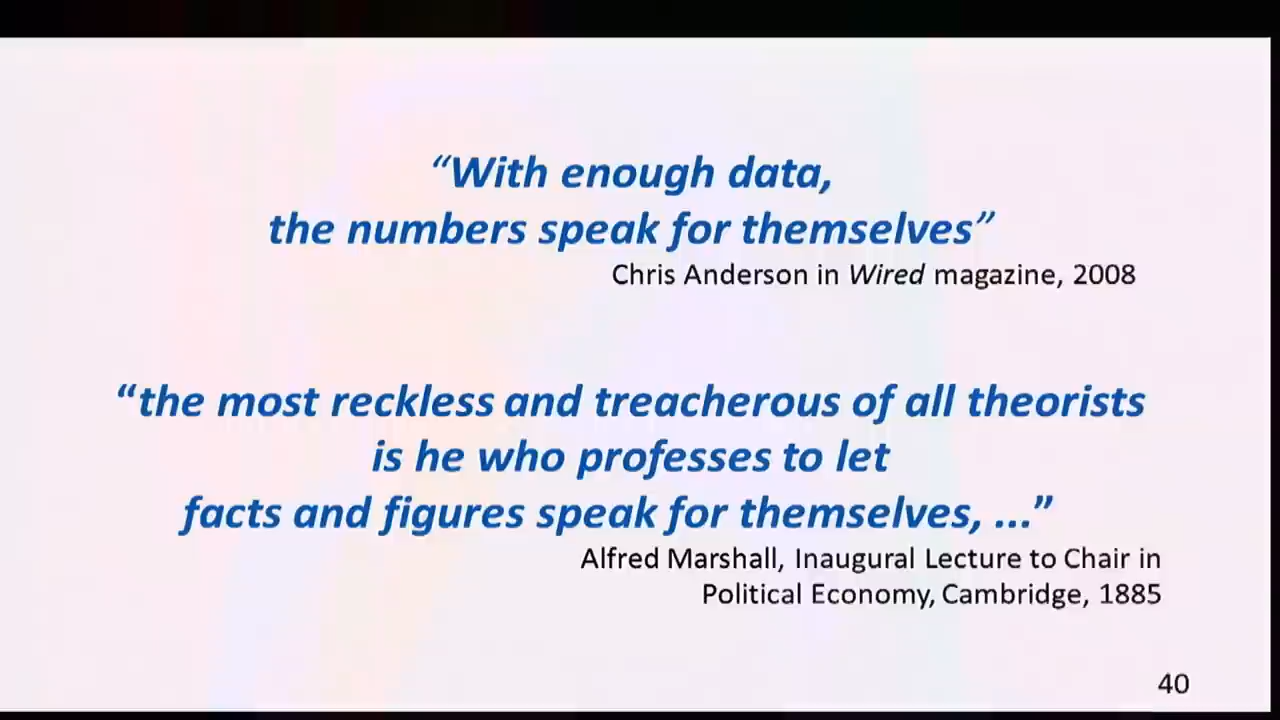 “With enough data,
the numbers speak for themselves”
Chris Anderson in Wired magazine, 2008
“the most reckless and treacherous of all theorists
is he who professes to let
facts and figures speak for themselves, ...”
Alfred Marshall, Inaugural Lecture to Chair in
Political Economy, Cambridge, 1885
40